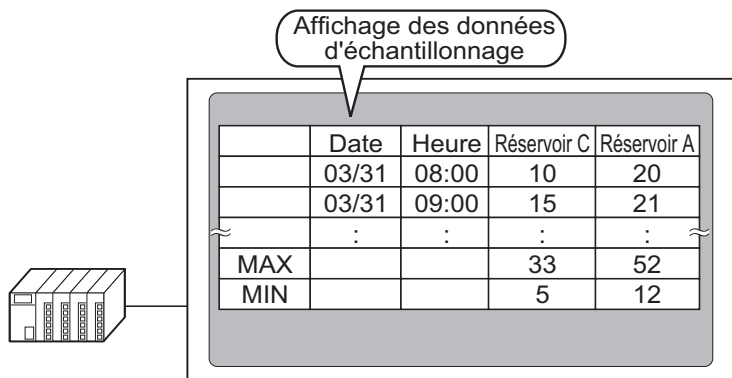 Affichage des données
d'échantillonnage
Date Heure Réservoir C Réservoir A
03/31 08:00 10 20
03/31 09:00 15 21
: : : :
MAX 33 52
MIN 5 12